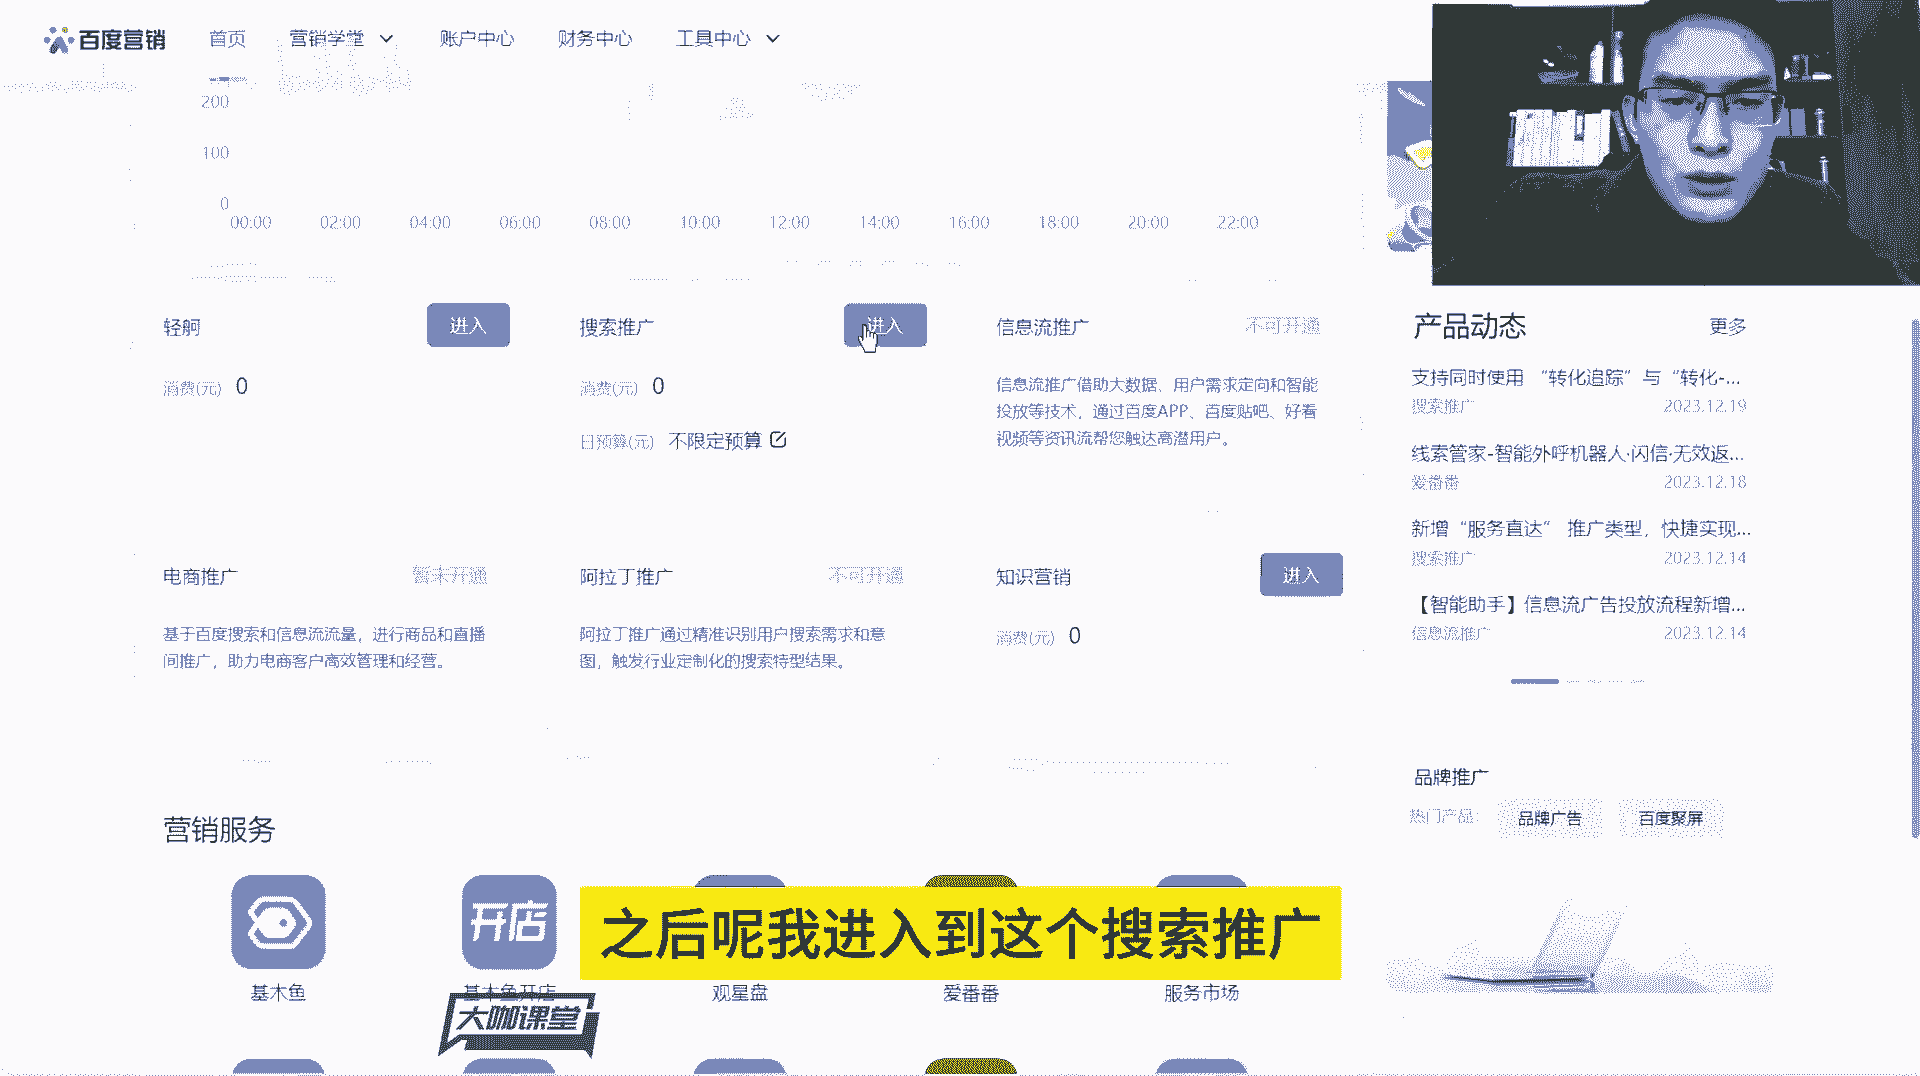 百度营销 首页 营销学堂 账户中心 财务中心 工具中心
200
100
0
00:00 02:00 04:00 06:00 08:00 10:00 12:00 14:00 16:00 18:00 20:00 22:00
轻舸 进入
消费(元) 0
搜索推广 进入
消费(元) 0
日预算(元) 不限定预算
信息流推广 不可开通
信息流推广借助大数据、用户需求定向和智能
投放等技术，通过百度APP、百度贴吧、好看
视频等资讯流帮您触达高潜用户。
电商推广 暂未开通
基于百度搜索和信息流流量，进行商品和直播
间推广，助力电商客户高效管理和经营。
阿拉丁推广 不可开通
阿拉丁推广通过精准识别用户搜索需求和意
图，触发行业定制化的搜索特型结果。
知识营销 进入
消费(元) 0
产品动态 更多
支持同时使用 “转化追踪” 与 “转化-...
搜索推广 2023.12.19
线索管家-智能外呼机器人·闪信·无效返...
爱番番 2023.12.18
新增 “服务直达” 推广类型，快捷实现...
搜索推广 2023.12.14
【智能助手】信息流广告投放流程新增...
信息流推广 2023.12.14
品牌推广
热门产品： 品牌广告 百度聚屏
营销服务
开店
基木鱼 基木鱼开店 观星盘 爱番番 服务市场
之后呢我进入到这个搜索推广
大咖课堂